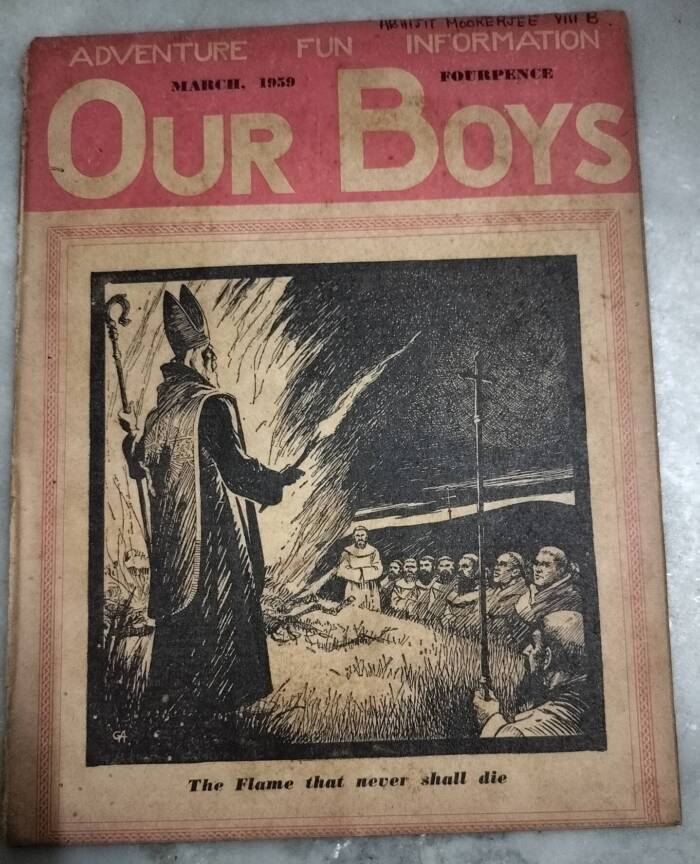 ABHIJIT MOOKERJEE VIII B
ADVENTURE FUN INFORMATION
MARCH, 1959 FOURPENCE
OUR BOYS
GA
The Flame that never shall die